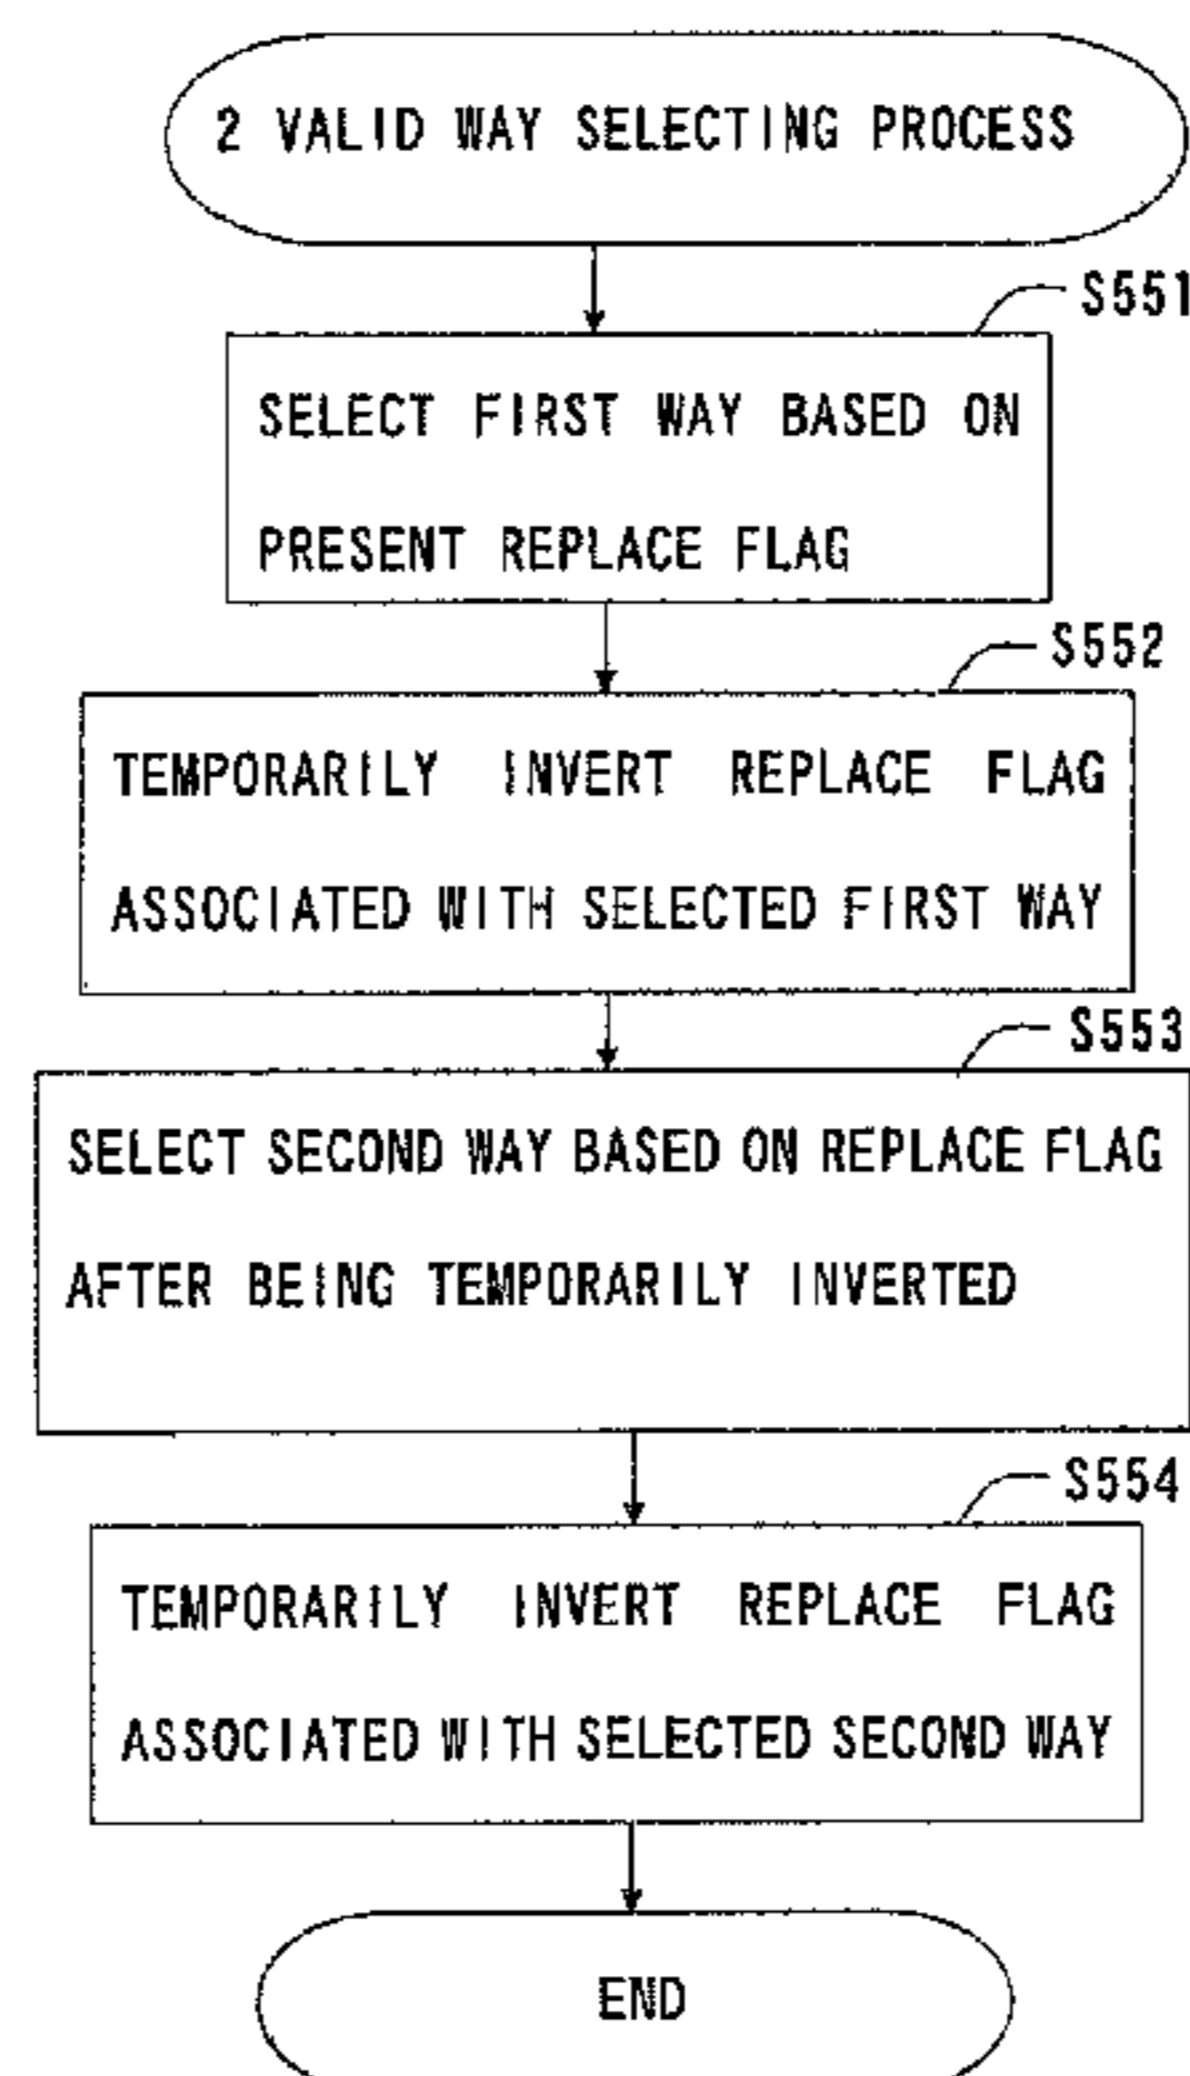 2 VALID WAY SELECTING PROCESS
S551
SELECT FIRST WAY BASED ON
PRESENT REPLACE FLAG
S552
TEMPORARILY INVERT REPLACE FLAG
ASSOCIATED WITH SELECTED FIRST WAY
S553
SELECT SECOND WAY BASED ON REPLACE FLAG
AFTER BEING TEMPORARILY INVERTED
S554
TEMPORARILY INVERT REPLACE FLAG
ASSOCIATED WITH SELECTED SECOND WAY
END